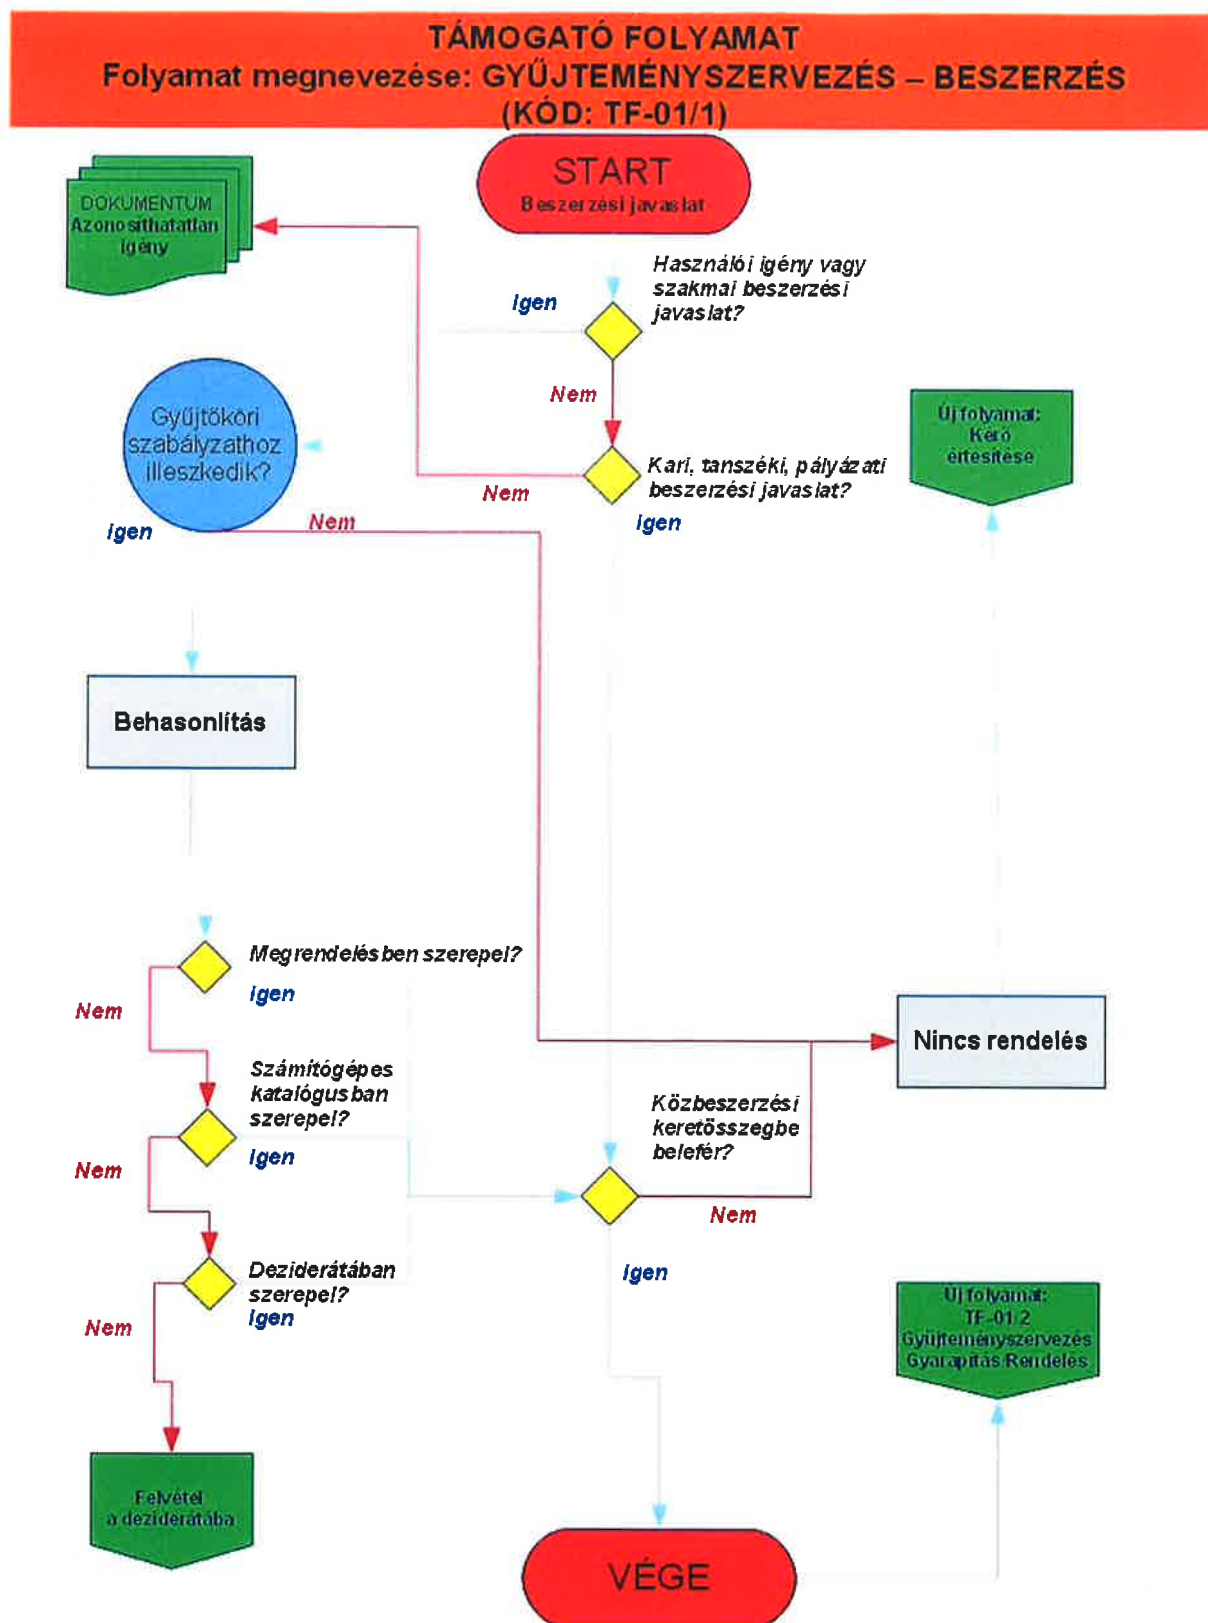 TÁMOGATÓ FOLYAMAT
Folyamat megnevezése: GYŰJTEMÉNYSZERVEZÉS – BESZERZÉS
(KÓD: TF-01/1)
START
Beszerzési javaslat
DOKUMENTUM
Azonosíthatatlan
igény
Használói igény vagy
szakmai beszerzési
javaslat?
Igen
Nem
Gyűjtőköri
szabályzathoz
illeszkedik?
Igen
Nem
Kari, tanszéki, pályázati
beszerzési javaslat?
Nem
Igen
Új folyamat:
Kérő
értesítése
Behasonlítás
Megrendelésben szerepel?
Igen
Nem
Számítógépes
katalógusban
szerepel?
Igen
Nem
Deziderátában
szerepel?
Igen
Nem
Felvétel
a deziderátába
Nincs rendelés
Közbeszerzési
keretösszegbe
belefér?
Nem
Igen
Új folyamat:
TF-01/2
Gyűjteményszervezés
Gyarapítás/Rendelés
VÉGE